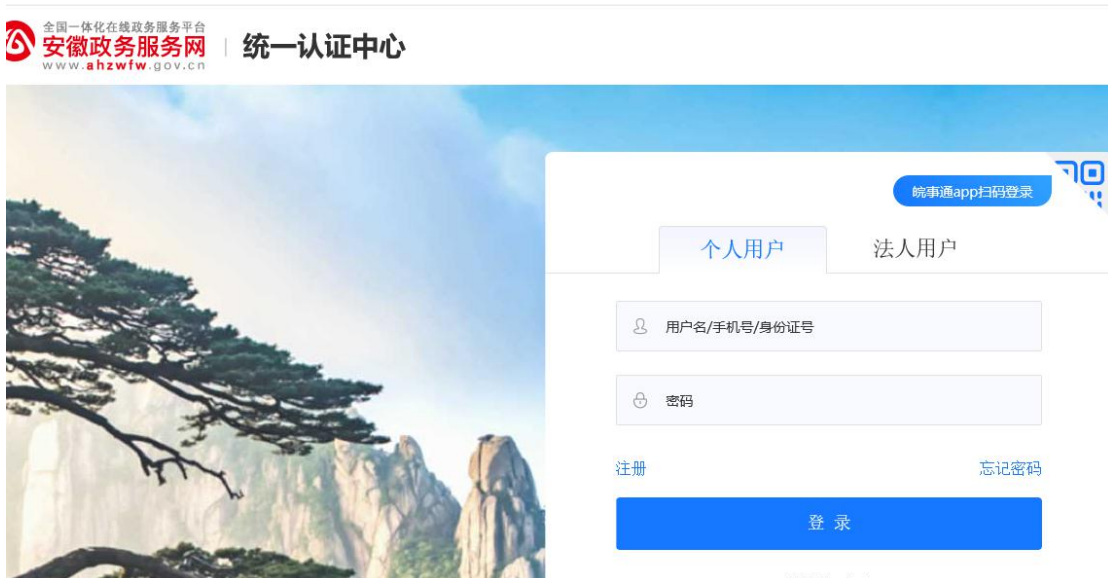 全国一体化在线政务服务平台
安徽政务服务网
www.ahzwfw.gov.cn
统一认证中心
皖事通app扫码登录
个人用户
法人用户
用户名/手机号/身份证号
密码
注册
忘记密码
登 录